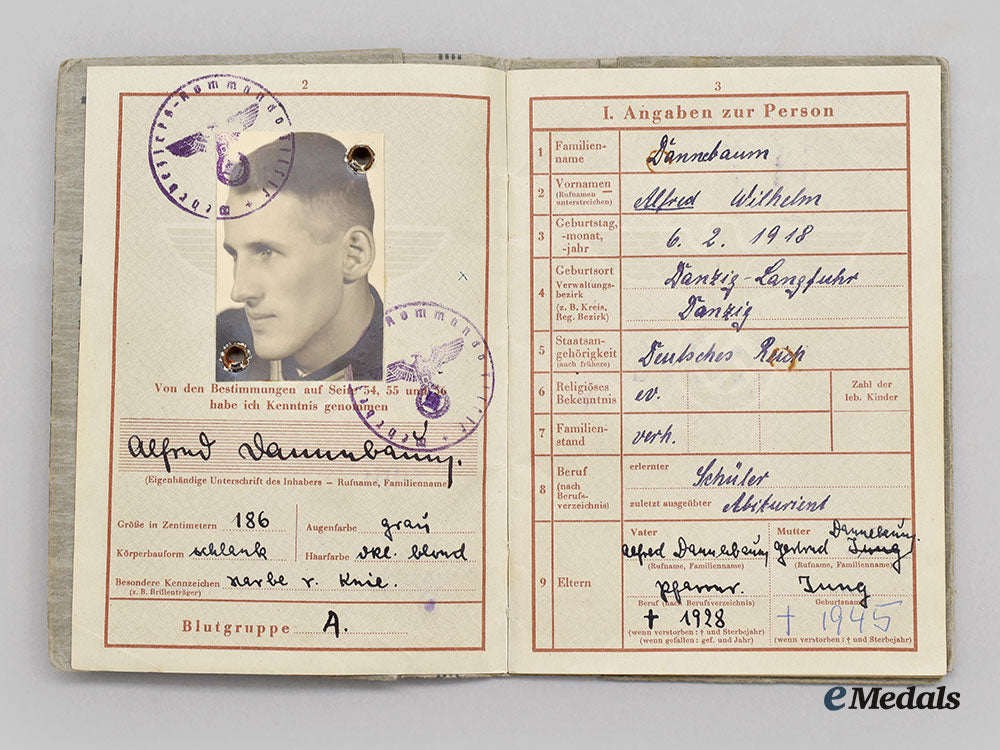 2
Von den Bestimmungen auf Seite 54, 55 und 56
habe ich Kenntnis genommen
Alfred Dannebaum.
(Eigenhändige Unterschrift des Inhabers – Rufname, Familienname)
Größe in Zentimetern 186 Augenfarbe grau
Körperbauform schlank Haarfarbe dkl. blond
Besondere Kennzeichen Narbe r. Knie.
(z. B. Brillenträger)
Blutgruppe A.
3
I. Angaben zur Person
1 Familien-
name Dannebaum
2 Vornamen
(Rufnamen
unterstreichen) Alfred Wilhelm
3 Geburtstag,
-monat,
-jahr 6. 2. 1918
4 Geburtsort Danzig-Langfuhr
Verwaltungs-
bezirk
(z. B. Kreis,
Reg. Bezirk) Danzig
5 Staatsan-
gehörigkeit
(auch frühere) Deutsches Reich
6 Religiöses
Bekenntnis ev.
Zahl der
leb. Kinder
7 Familien-
stand verh.
8 Beruf
(nach
Berufs-
verzeichnis)
erlernter Schüler
zuletzt ausgeübter Abiturient
9 Eltern
Vater
Alfred Dannebaum
(Rufname, Familienname)
Pfarrer.
Beruf (nach Berufsverzeichnis)
† 1928
(wenn verstorben: † und Sterbejahr)
(wenn gefallen: gef. und Jahr)
Mutter Dannebaum
Gertrud Jung
(Rufname, Familienname)
Jung
Geburtsname
† 1945
(wenn verstorben: † und Sterbejahr)
eMedals